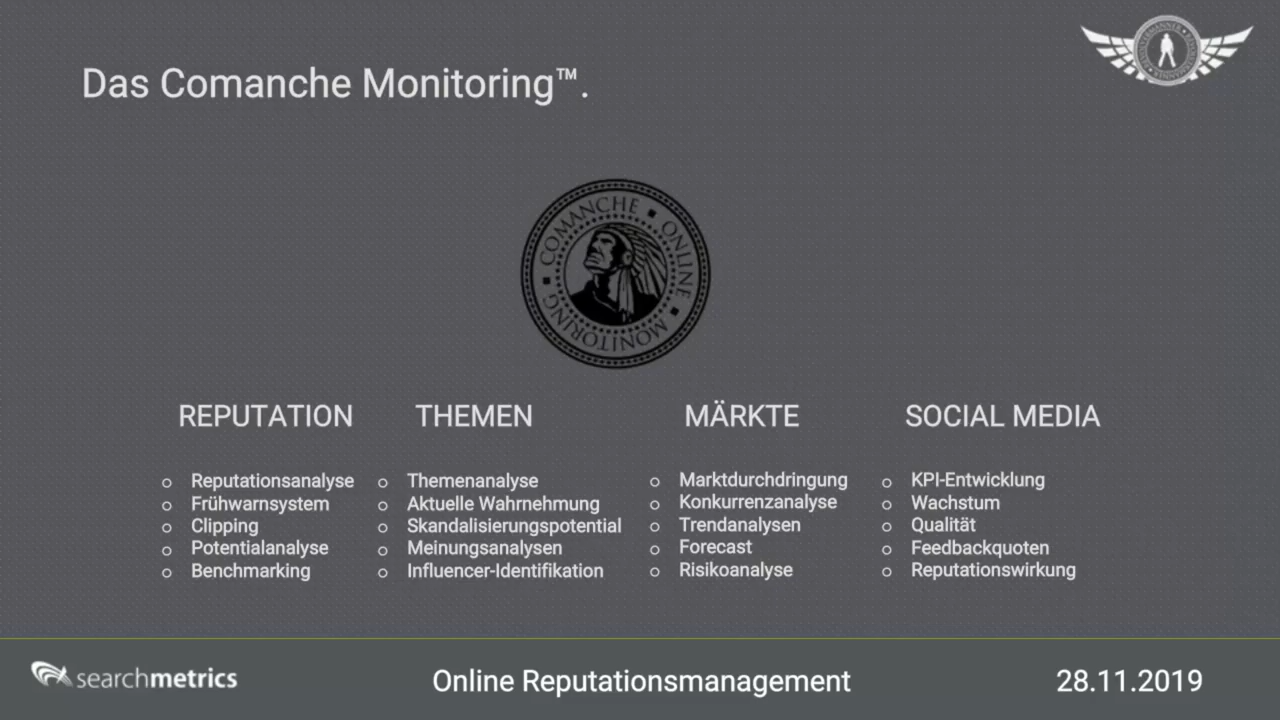 Das Comanche Monitoring™.
COMANCHE ONLINE MONITORING
REPUTATION
Reputationsanalyse
Frühwarnsystem
Clipping
Potentialanalyse
Benchmarking
THEMEN
Themenanalyse
Aktuelle Wahrnehmung
Skandalisierungspotential
Meinungsanalysen
Influencer-Identifikation
MÄRKTE
Marktdurchdringung
Konkurrenzanalyse
Trendanalysen
Forecast
Risikoanalyse
SOCIAL MEDIA
KPI-Entwicklung
Wachstum
Qualität
Feedbackquoten
Reputationswirkung
searchmetrics
Online Reputationsmanagement
28.11.2019